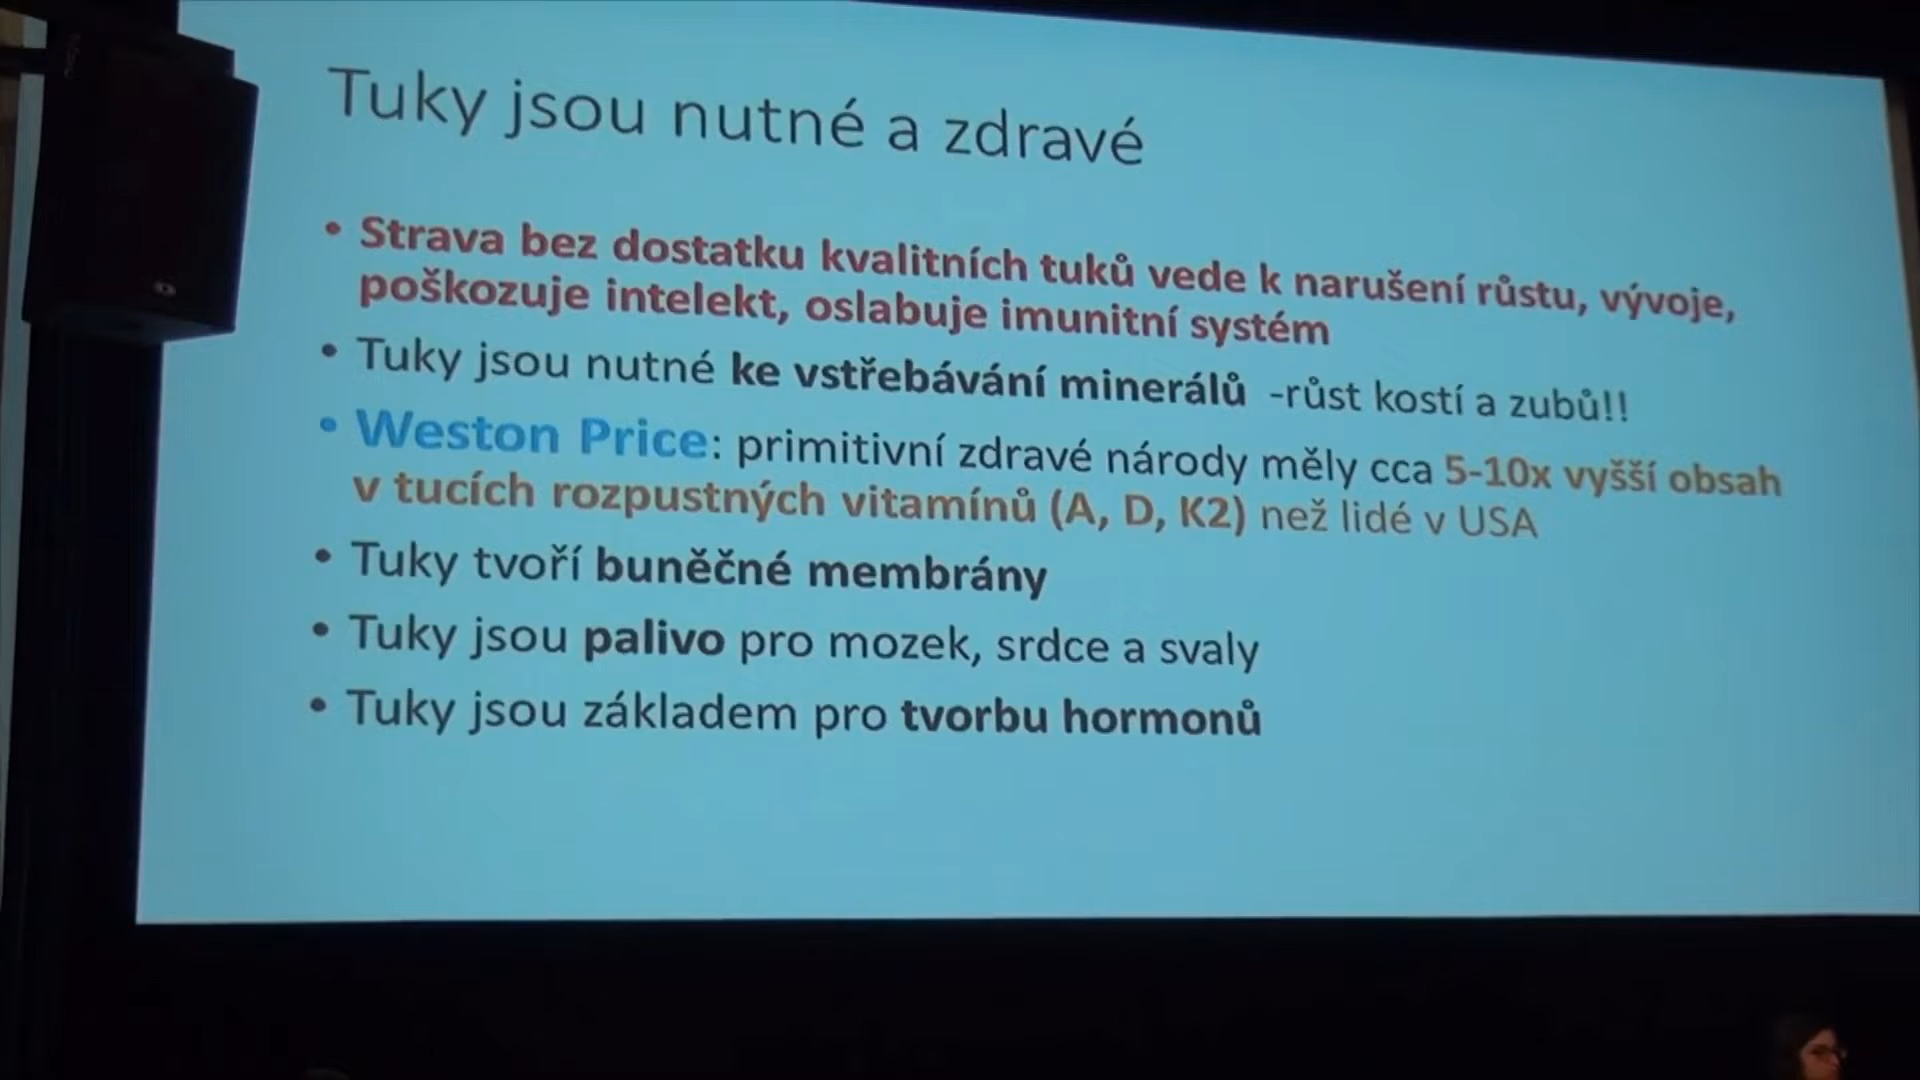 Tuky jsou nutné a zdravé
• Strava bez dostatku kvalitních tuků vede k narušení růstu, vývoje,
poškozuje intelekt, oslabuje imunitní systém
• Tuky jsou nutné ke vstřebávání minerálů -růst kostí a zubů!!
• Weston Price: primitivní zdravé národy měly cca 5-10x vyšší obsah
v tucích rozpustných vitamínů (A, D, K2) než lidé v USA
• Tuky tvoří buněčné membrány
• Tuky jsou palivo pro mozek, srdce a svaly
• Tuky jsou základem pro tvorbu hormonů